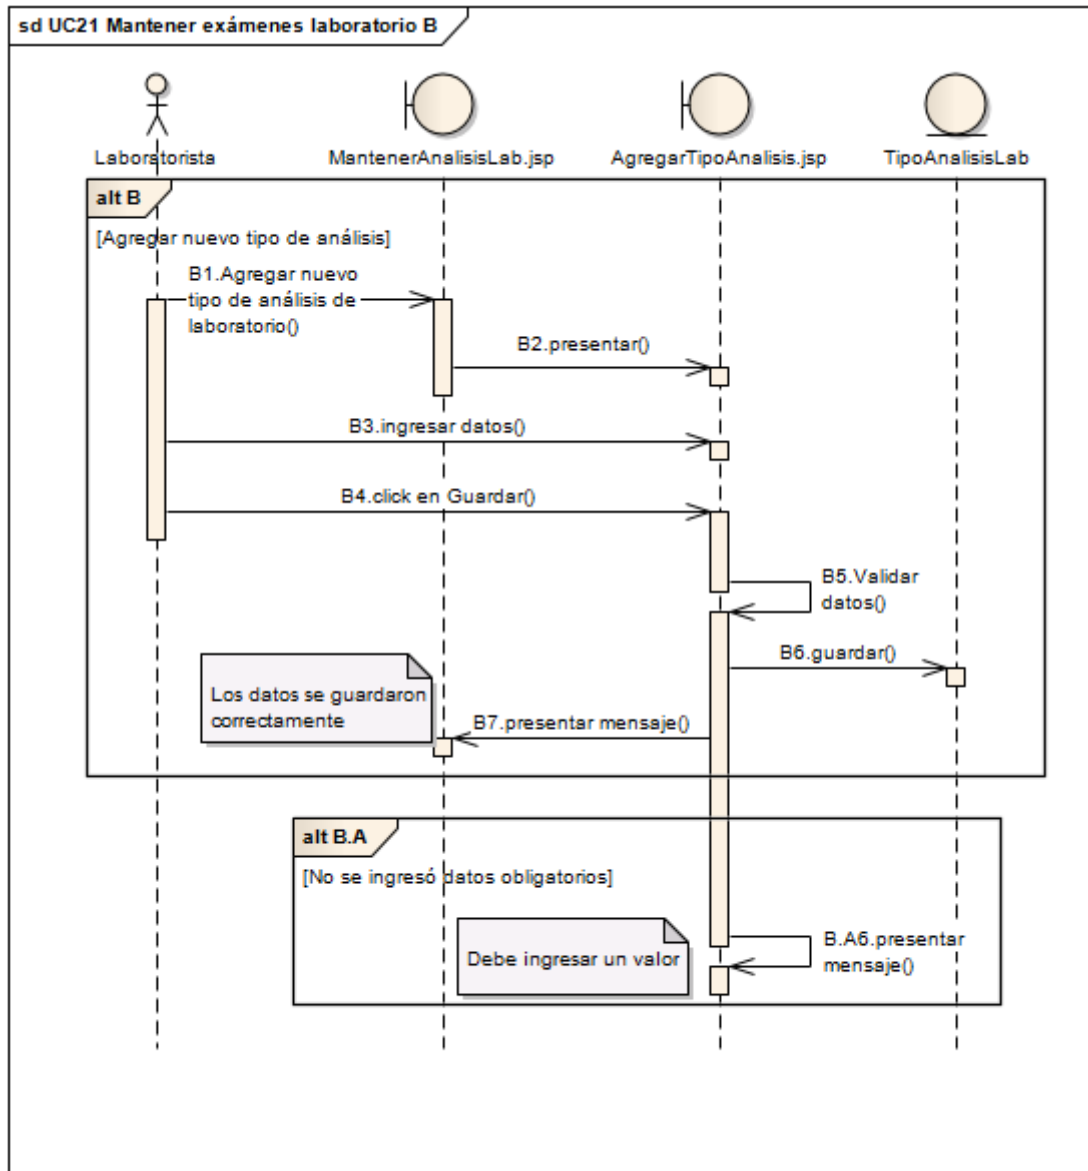 sd UC21 Mantener exámenes laboratorio B
Laboratorista
MantenerAnalisisLab.jsp
AgregarTipoAnalisis.jsp
TipoAnalisisLab
alt B
[Agregar nuevo tipo de análisis]
B1.Agregar nuevo
tipo de análisis de
laboratorio()
B2.presentar()
B3.ingresar datos()
B4.click en Guardar()
B5.Validar
datos()
B6.guardar()
Los datos se guardaron
correctamente
B7.presentar mensaje()
alt B.A
[No se ingresó datos obligatorios]
Debe ingresar un valor
B.A6.presentar
mensaje()